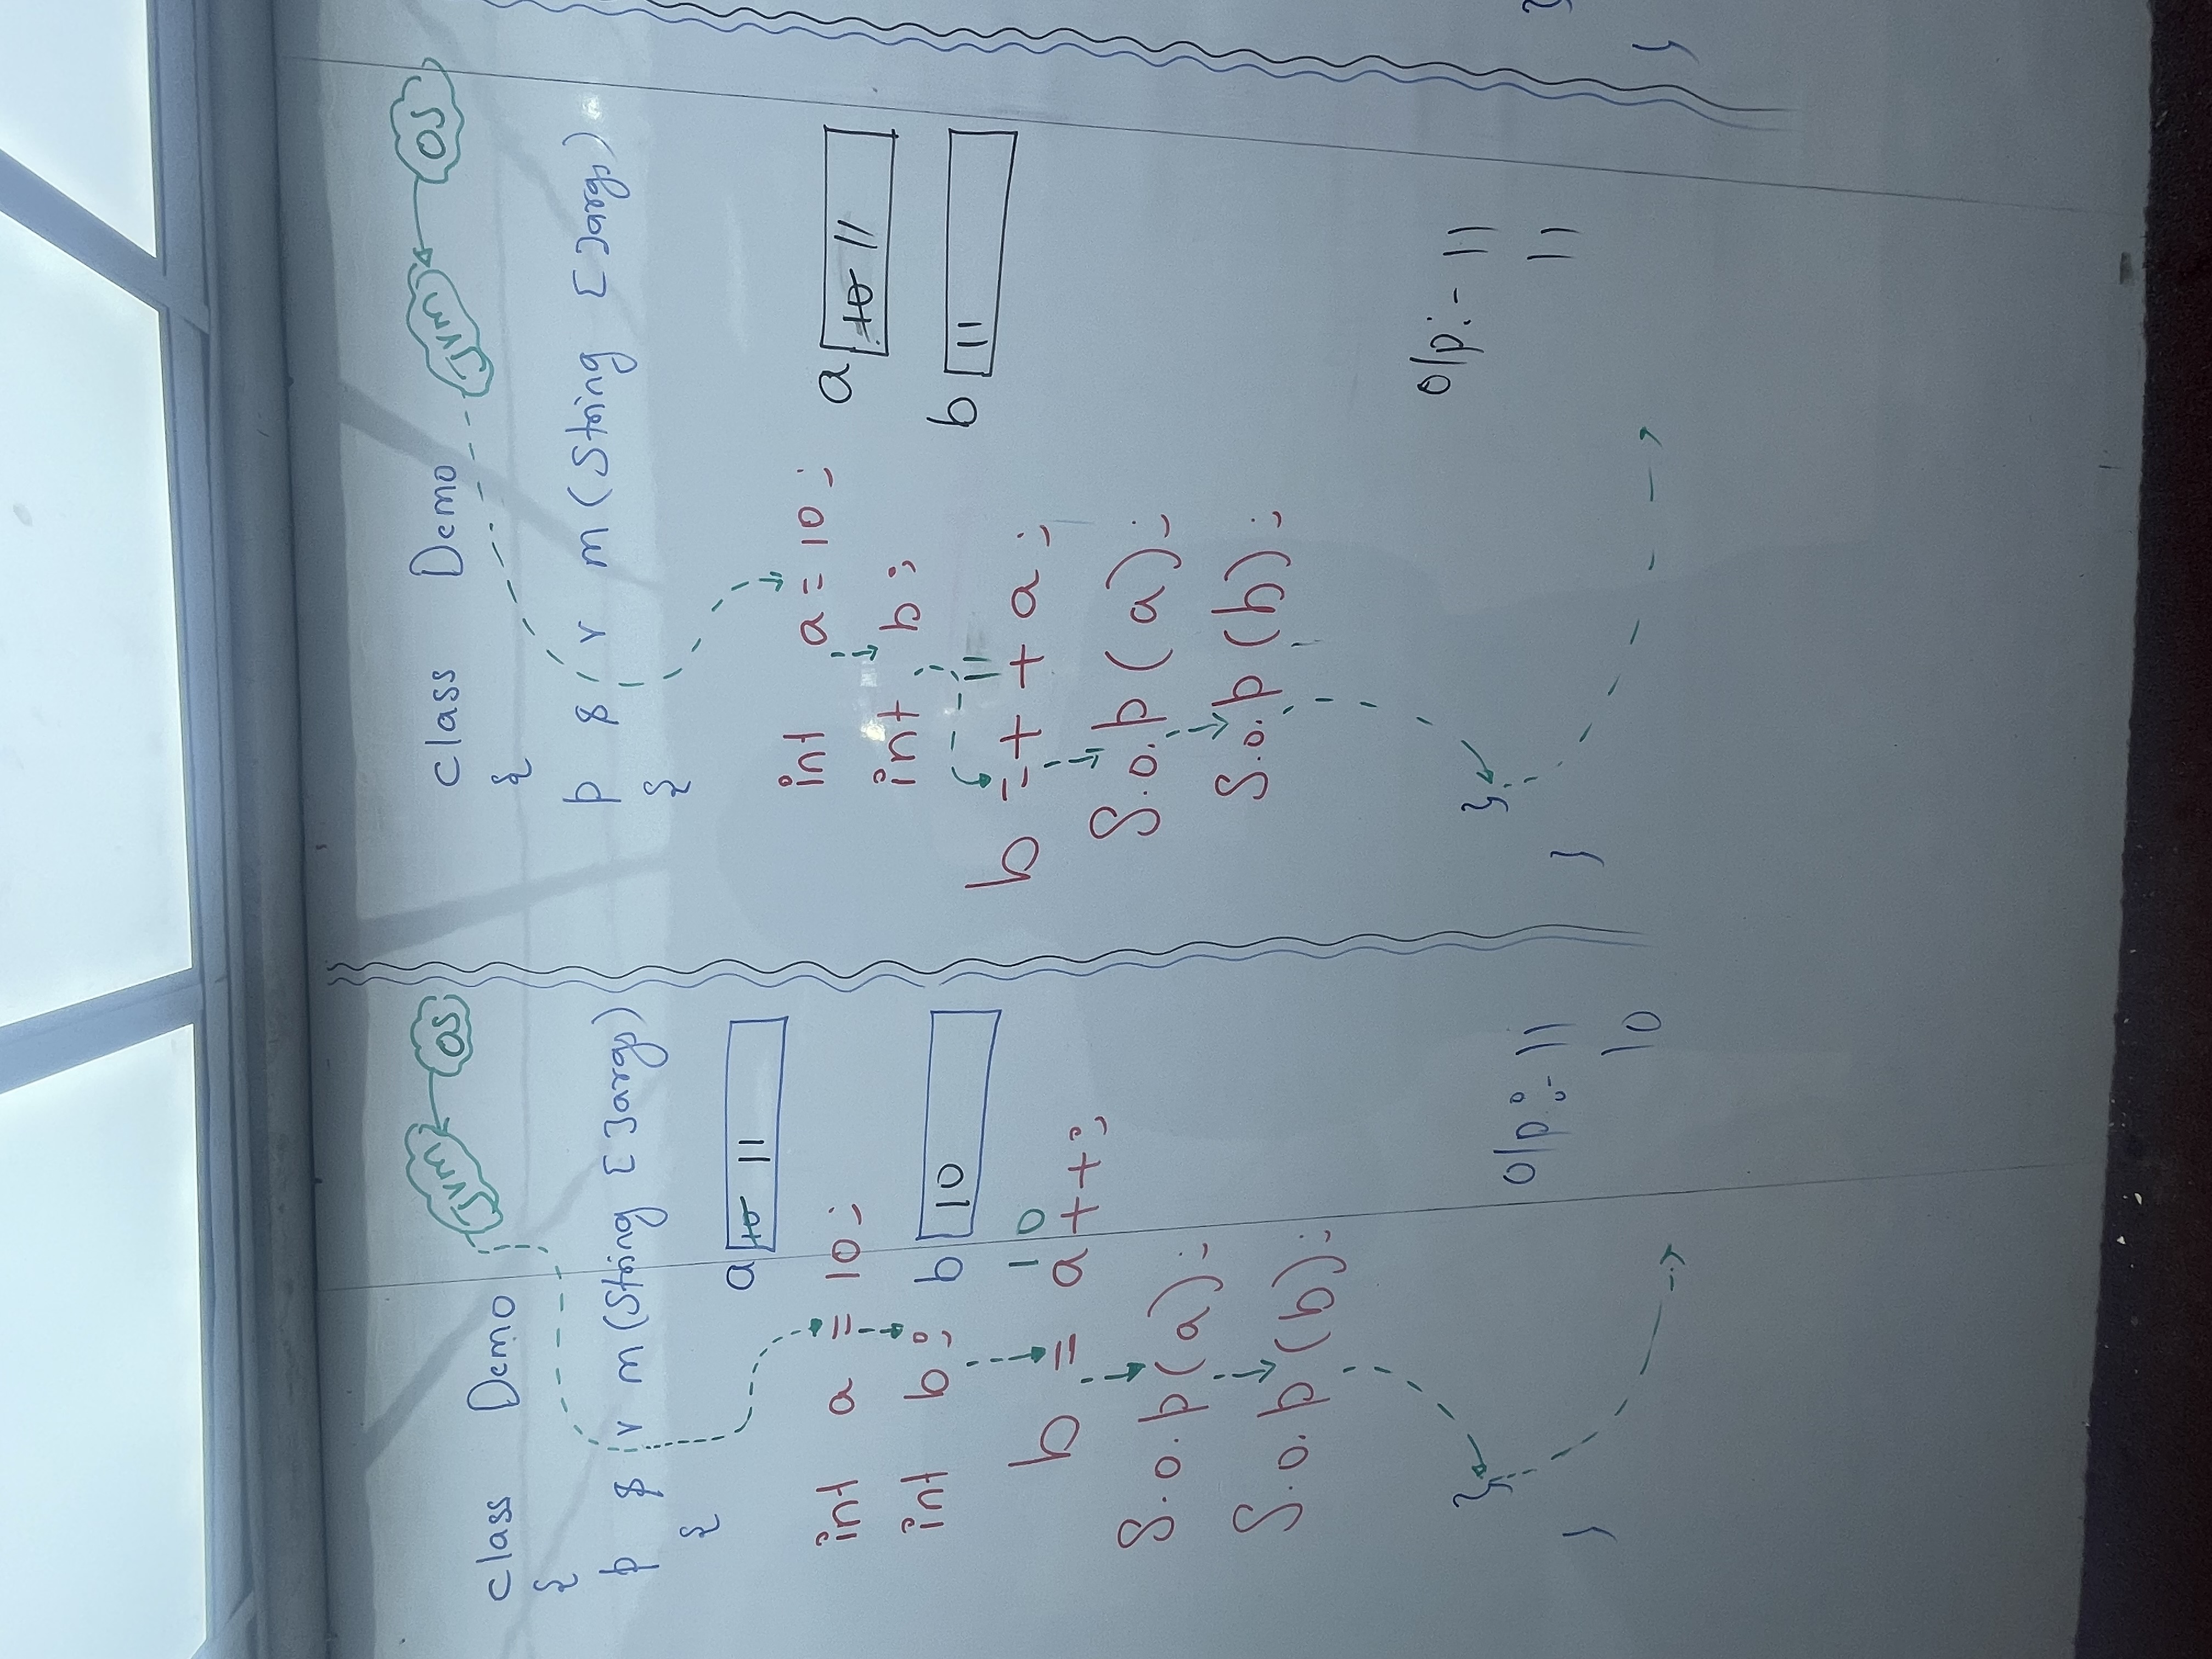 Jvm OS
class Demo
{
p s v m (String []args)
{
a 10 11
int a = 10;
int b; b 10
10
b = a++;
S.o.p(a);
S.o.p(b);
}
o/p:- 11
}
10
class Demo Jvm OS
{
p s v m (String []args)
{
int a = 10;
a 10 11
int b;
b 11
11
b = ++a;
S.o.p(a);
S.o.p(b);
o/p:- 11
}
11
}
}
}